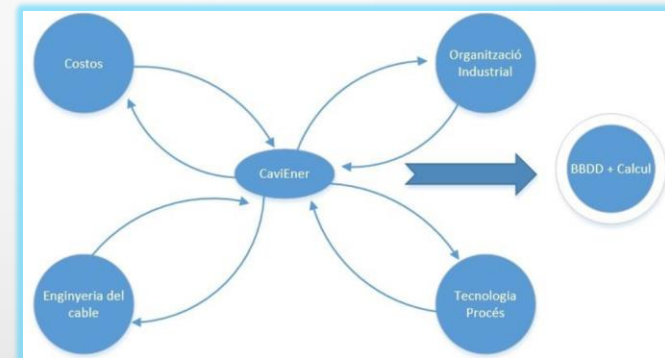 Costos
Organització
Industrial
CaviEner
BBDD + Calcul
Enginyeria del
cable
Tecnologia
Procés